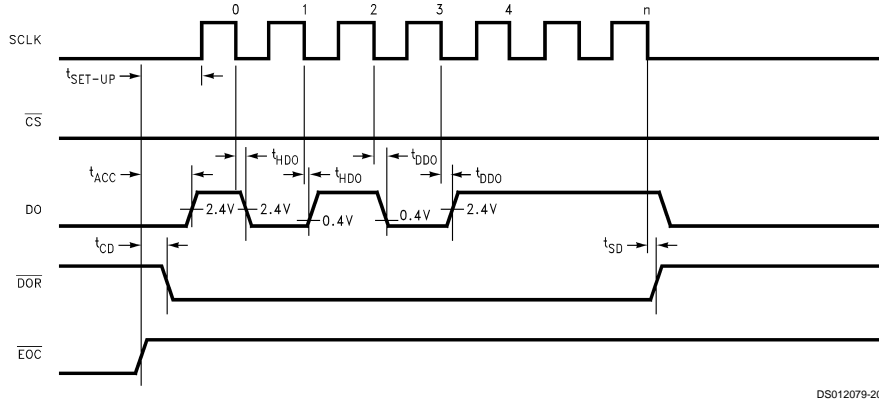 0 1 2 3 4 n
SCLK
tSET-UP
CS
tHDO tDDO
tACC tHDO tDDO
DO 2.4V 2.4V 0.4V 0.4V 2.4V
tCD tSD
DOR
EOC
DS012079-20